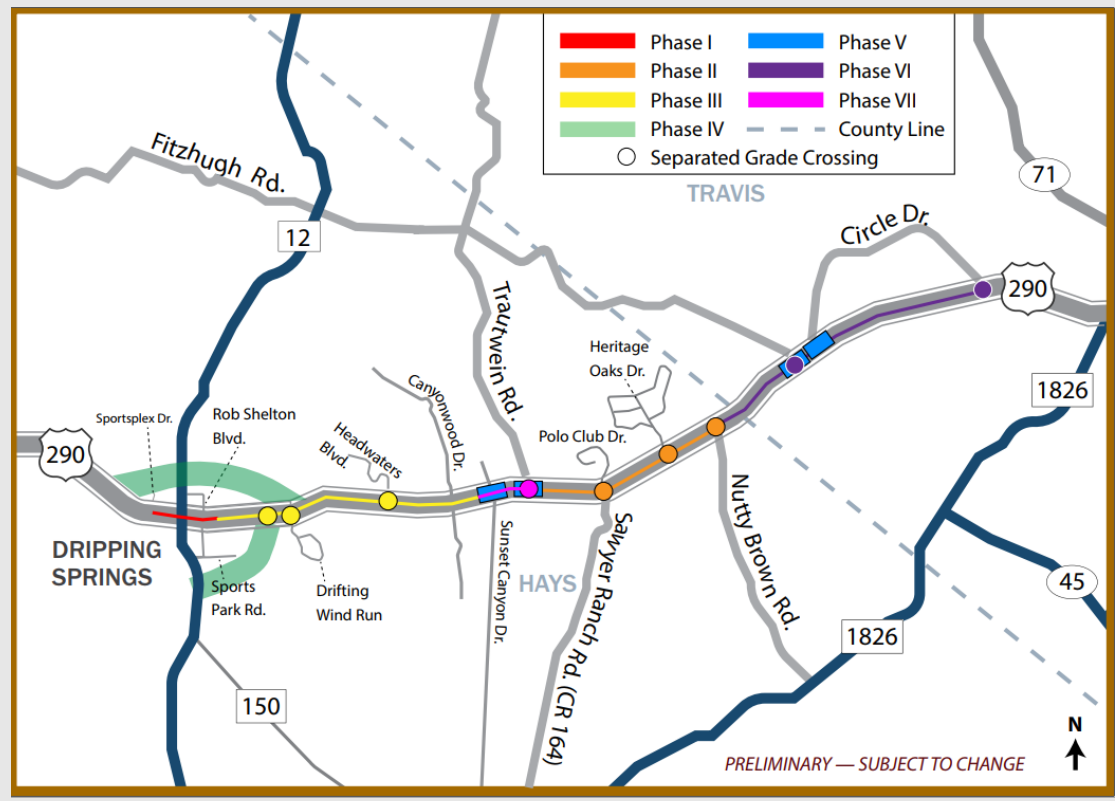 Phase I
Phase II
Phase III
Phase IV
Phase V
Phase VI
Phase VII
County Line
Separated Grade Crossing
TRAVIS
71
Fitzhugh Rd.
12
Circle Dr.
290
Trautwein Rd.
Heritage
Oaks Dr.
1826
Canyonwood Dr.
Sportsplex Dr.
Rob Shelton
Blvd.
Headwaters
Blvd.
Polo Club Dr.
290
Nutty Brown Rd.
DRIPPING
SPRINGS
Sunset Canyon Dr.
Sawyer Ranch Rd. (CR 164)
HAYS
Sports
Park Rd.
Drifting
Wind Run
45
1826
150
N
PRELIMINARY — SUBJECT TO CHANGE